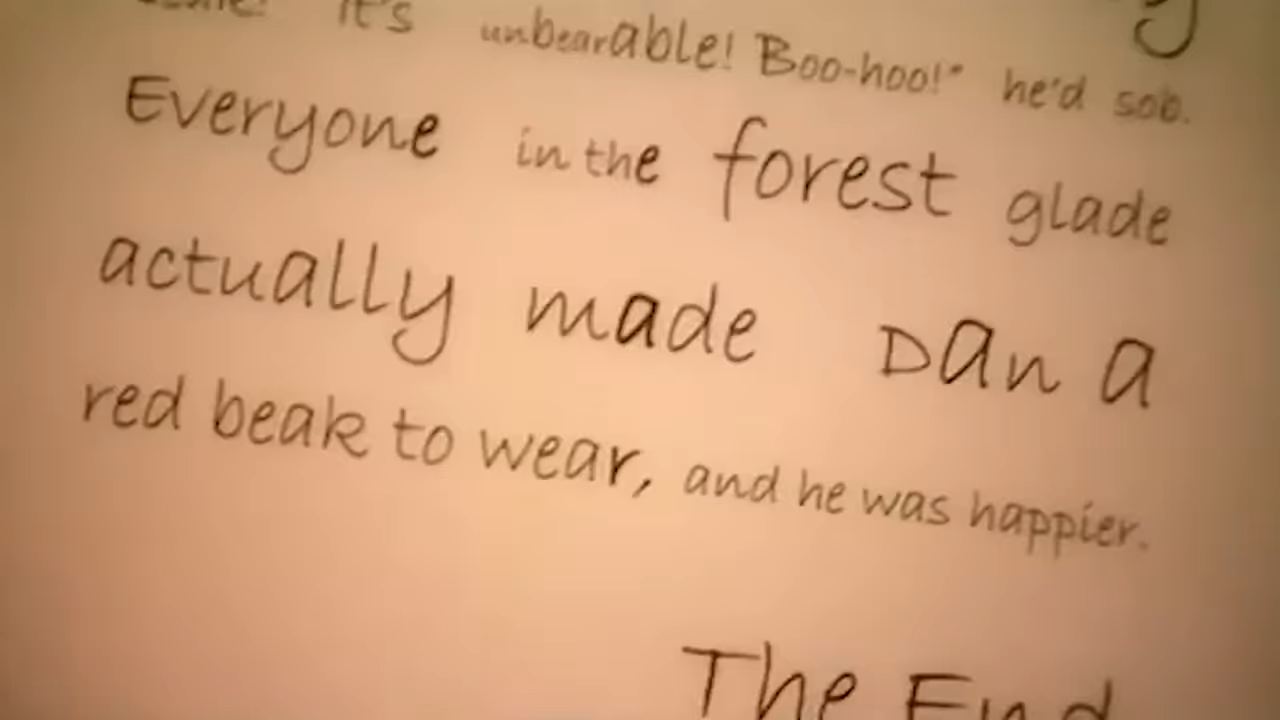 It's unbearable! Boo-hoo!" he'd sob.
Everyone in the forest glade
actually made Dan a
red beak to wear, and he was happier.
The End